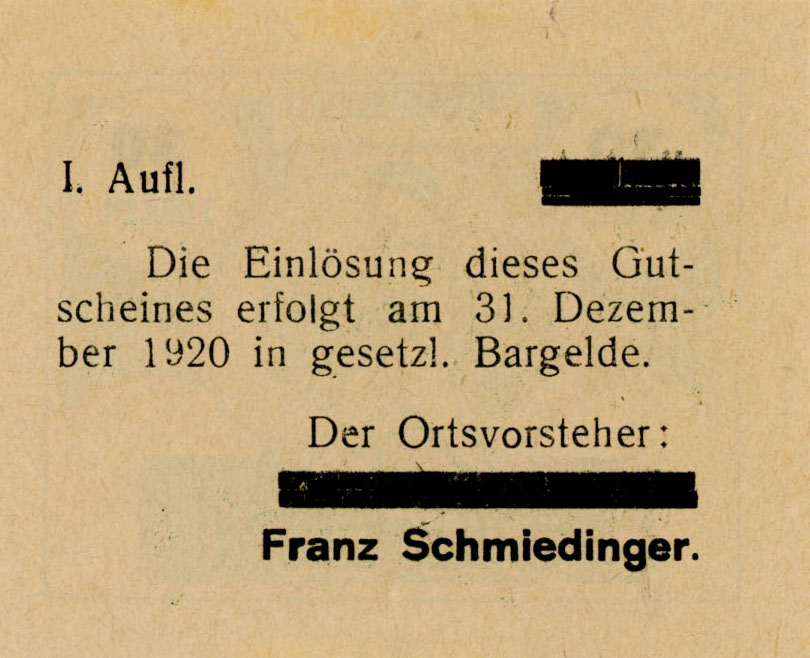 I. Aufl.
Die Einlösung dieses Gut-
scheines erfolgt am 31. Dezem-
ber 1920 in gesetzl. Bargelde.
Der Ortsvorsteher:
Franz Schmiedinger.